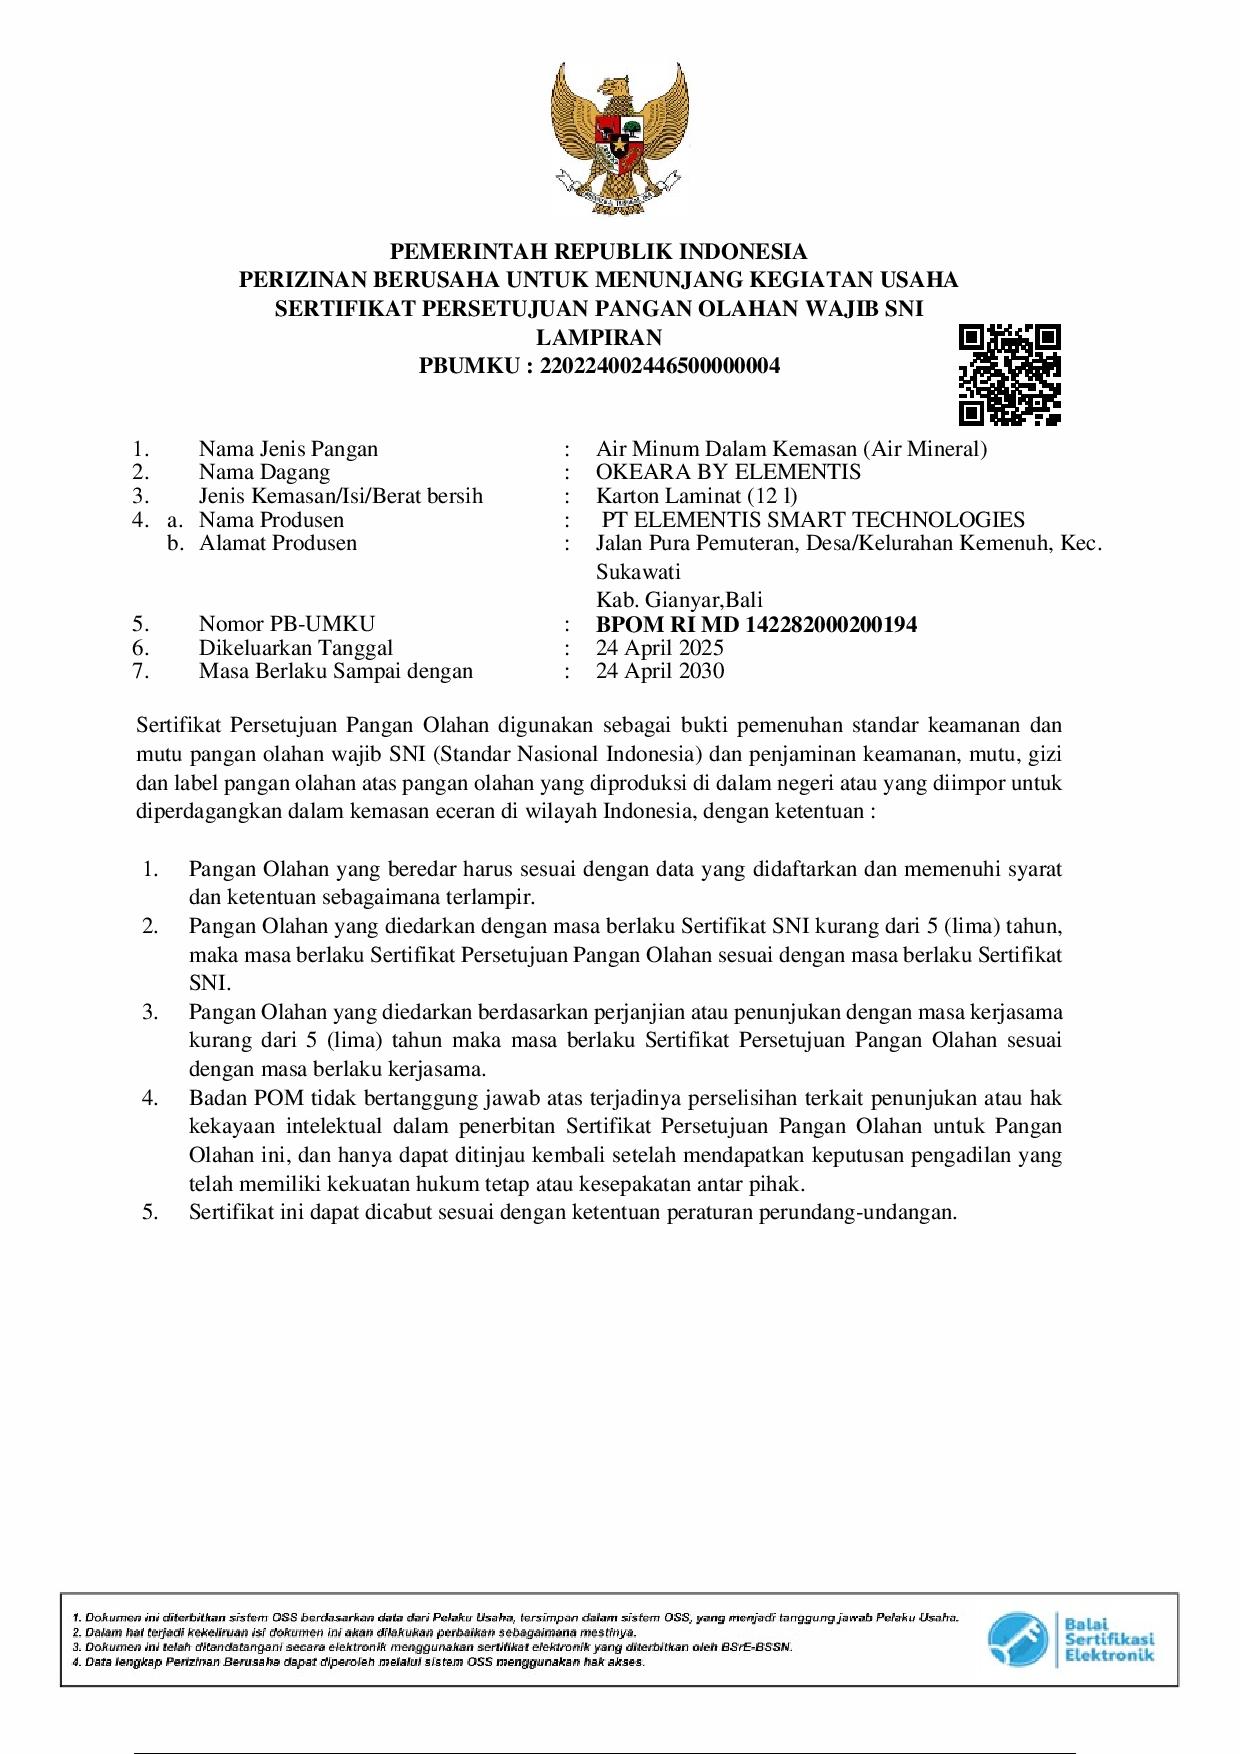 PEMERINTAH REPUBLIK INDONESIA
PERIZINAN BERUSAHA UNTUK MENUNJANG KEGIATAN USAHA
SERTIFIKAT PERSETUJUAN PANGAN OLAHAN WAJIB SNI
LAMPIRAN
PBUMKU : 220224002446500000004
1. Nama Jenis Pangan : Air Minum Dalam Kemasan (Air Mineral)
2. Nama Dagang : OKEARA BY ELEMENTIS
3. Jenis Kemasan/Isi/Berat bersih : Karton Laminat (12 l)
4. a. Nama Produsen : PT ELEMENTIS SMART TECHNOLOGIES
b. Alamat Produsen : Jalan Pura Pemuteran, Desa/Kelurahan Kemenuh, Kec.
Sukawati
Kab. Gianyar,Bali
5. Nomor PB-UMKU : BPOM RI MD 142282000200194
6. Dikeluarkan Tanggal : 24 April 2025
7. Masa Berlaku Sampai dengan : 24 April 2030
Sertifikat Persetujuan Pangan Olahan digunakan sebagai bukti pemenuhan standar keamanan dan
mutu pangan olahan wajib SNI (Standar Nasional Indonesia) dan penjaminan keamanan, mutu, gizi
dan label pangan olahan atas pangan olahan yang diproduksi di dalam negeri atau yang diimpor untuk
diperdagangkan dalam kemasan eceran di wilayah Indonesia, dengan ketentuan :
1. Pangan Olahan yang beredar harus sesuai dengan data yang didaftarkan dan memenuhi syarat
dan ketentuan sebagaimana terlampir.
2. Pangan Olahan yang diedarkan dengan masa berlaku Sertifikat SNI kurang dari 5 (lima) tahun,
maka masa berlaku Sertifikat Persetujuan Pangan Olahan sesuai dengan masa berlaku Sertifikat
SNI.
3. Pangan Olahan yang diedarkan berdasarkan perjanjian atau penunjukan dengan masa kerjasama
kurang dari 5 (lima) tahun maka masa berlaku Sertifikat Persetujuan Pangan Olahan sesuai
dengan masa berlaku kerjasama.
4. Badan POM tidak bertanggung jawab atas terjadinya perselisihan terkait penunjukan atau hak
kekayaan intelektual dalam penerbitan Sertifikat Persetujuan Pangan Olahan untuk Pangan
Olahan ini, dan hanya dapat ditinjau kembali setelah mendapatkan keputusan pengadilan yang
telah memiliki kekuatan hukum tetap atau kesepakatan antar pihak.
5. Sertifikat ini dapat dicabut sesuai dengan ketentuan peraturan perundang-undangan.
1. Dokumen ini diterbitkan sistem OSS berdasarkan data dari Pelaku Usaha, tersimpan dalam sistem OSS, yang menjadi tanggung jawab Pelaku Usaha.
2. Dalam hal terjadi kekeliruan isi dokumen ini akan dilakukan perbaikan sebagaimana mestinya.
3. Dokumen ini telah ditandatangani secara elektronik menggunakan sertifikat elektronik yang diterbitkan oleh BSrE-BSSN.
4. Data lengkap Perizinan Berusaha dapat diperoleh melalui sistem OSS menggunakan hak akses.
Balai
Sertifikasi
Elektronik